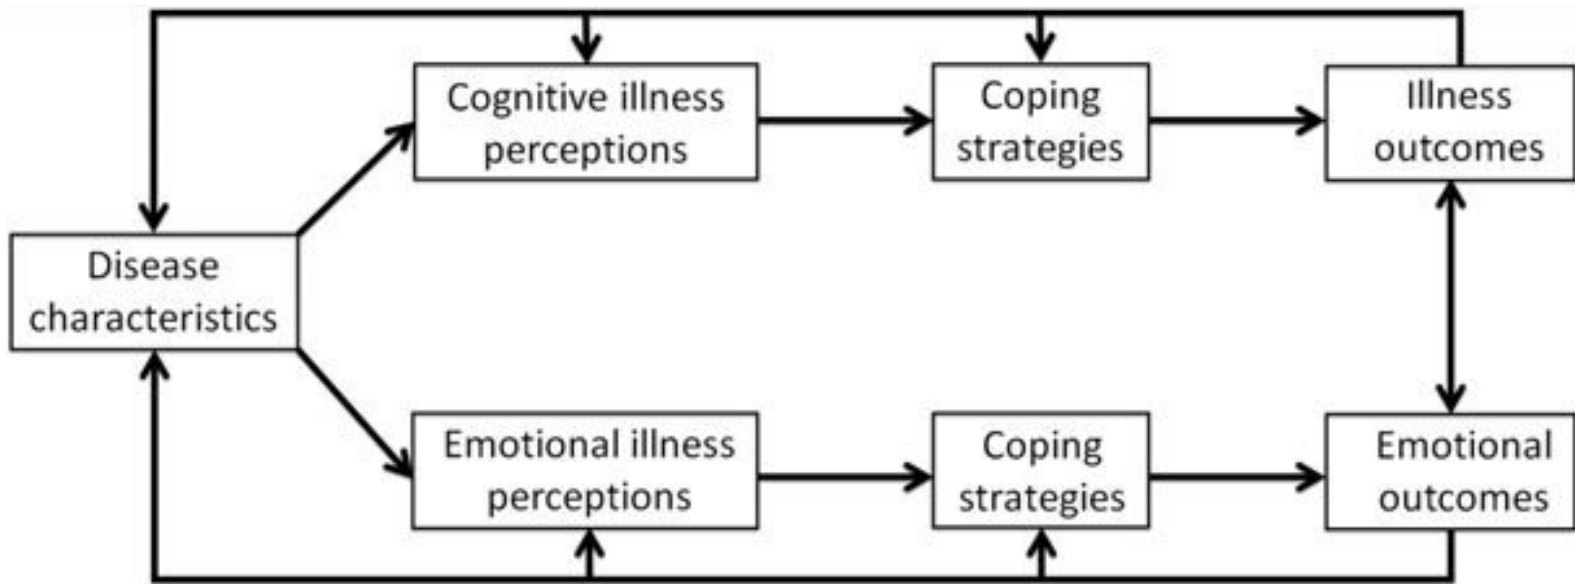 Cognitive illness
perceptions
Coping
strategies
Illness
outcomes
Disease
characteristics
Emotional illness
perceptions
Coping
strategies
Emotional
outcomes